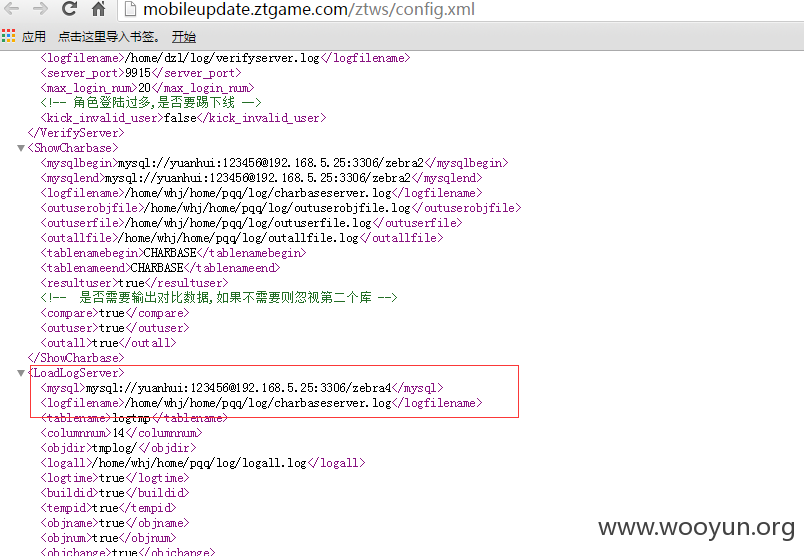 mobileupdate.ztgame.com/ztws/config.xml
应用 点击这里导入书签。 开始
<logfilename>/home/dzl/log/verifyserver.log</logfilename>
<server_port>9915</server_port>
<max_login_num>20</max_login_num>
<!-- 角色登陆过多,是否要踢下线 -->
<kick_invalid_user>false</kick_invalid_user>
</VerifyServer>
▼<ShowCharbase>
<mysqlbegin>mysql://yuanhui:123456@192.168.5.25:3306/zebra2</mysqlbegin>
<mysqlend>mysql://yuanhui:123456@192.168.5.25:3306/zebra2</mysqlend>
<logfilename>/home/whj/home/pqq/log/charbaseserver.log</logfilename>
<outuserobjfile>/home/whj/home/pqq/log/outuserobjfile.log</outuserobjfile>
<outuserfile>/home/whj/home/pqq/log/outuserfile.log</outuserfile>
<outallfile>/home/whj/home/pqq/log/outallfile.log</outallfile>
<tablenamebegin>CHARBASE</tablenamebegin>
<tablenameend>CHARBASE</tablenameend>
<resultuser>true</resultuser>
<!-- 是否需要输出对比数据,如果不需要则忽视第二个库 -->
<compare>true</compare>
<outuser>true</outuser>
<outall>true</outall>
</ShowCharbase>
▼<LoadLogServer>
<mysql>mysql://yuanhui:123456@192.168.5.25:3306/zebra4</mysql>
<logfilename>/home/whj/home/pqq/log/charbaseserver.log</logfilename>
<tablename>logtmp</tablename>
<columnnum>14</columnnum>
<objdir>tmplog/</objdir>
<logall>/home/whj/home/pqq/log/logall.log</logall>
<logtime>true</logtime>
<buildid>true</buildid>
<tempid>true</tempid>
<objname>true</objname>
<objnum>true</objnum>
<objchange>true</objchange>
www.wooyun.org